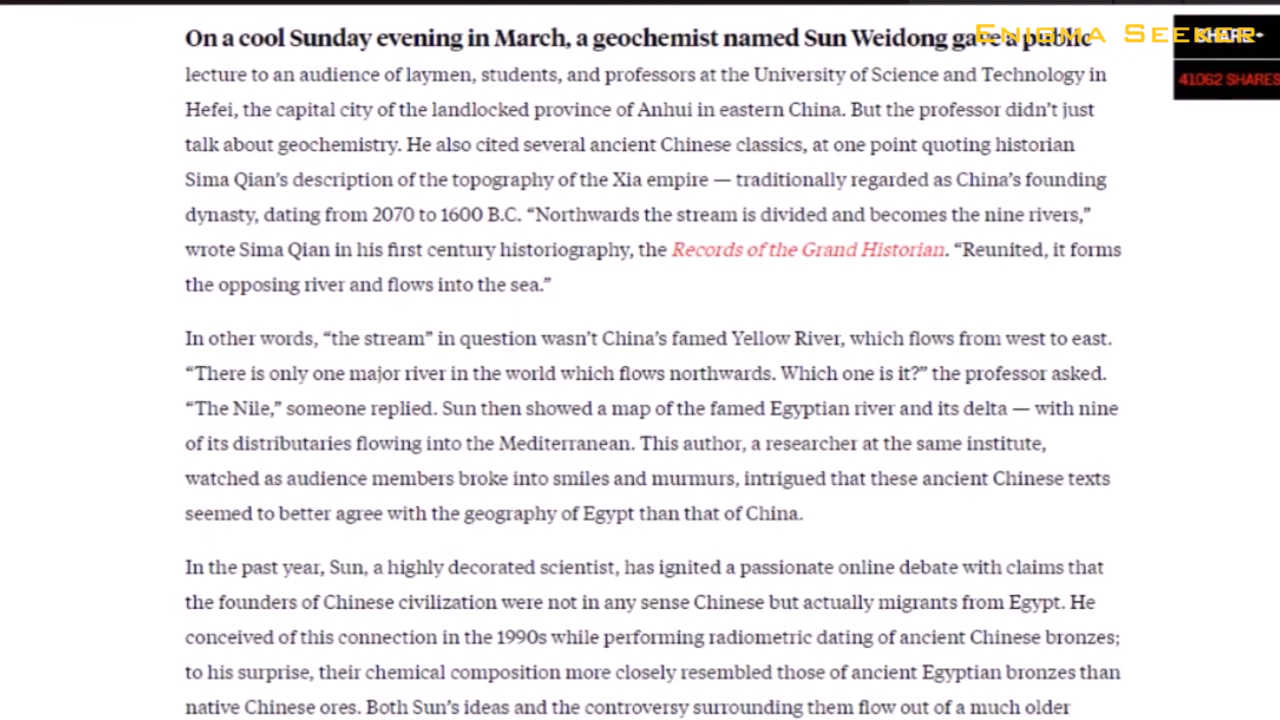 On a cool Sunday evening in March, a geochemist named Sun Weidong gave a public
ENIGMA SEEKER
SHARE+
41062 SHARES
lecture to an audience of laymen, students, and professors at the University of Science and Technology in
Hefei, the capital city of the landlocked province of Anhui in eastern China. But the professor didn’t just
talk about geochemistry. He also cited several ancient Chinese classics, at one point quoting historian
Sima Qian’s description of the topography of the Xia empire — traditionally regarded as China’s founding
dynasty, dating from 2070 to 1600 B.C. “Northwards the stream is divided and becomes the nine rivers,”
wrote Sima Qian in his first century historiography, the Records of the Grand Historian. “Reunited, it forms
the opposing river and flows into the sea.”
In other words, “the stream” in question wasn’t China’s famed Yellow River, which flows from west to east.
“There is only one major river in the world which flows northwards. Which one is it?” the professor asked.
“The Nile,” someone replied. Sun then showed a map of the famed Egyptian river and its delta — with nine
of its distributaries flowing into the Mediterranean. This author, a researcher at the same institute,
watched as audience members broke into smiles and murmurs, intrigued that these ancient Chinese texts
seemed to better agree with the geography of Egypt than that of China.
In the past year, Sun, a highly decorated scientist, has ignited a passionate online debate with claims that
the founders of Chinese civilization were not in any sense Chinese but actually migrants from Egypt. He
conceived of this connection in the 1990s while performing radiometric dating of ancient Chinese bronzes;
to his surprise, their chemical composition more closely resembled those of ancient Egyptian bronzes than
native Chinese ores. Both Sun’s ideas and the controversy surrounding them flow out of a much older